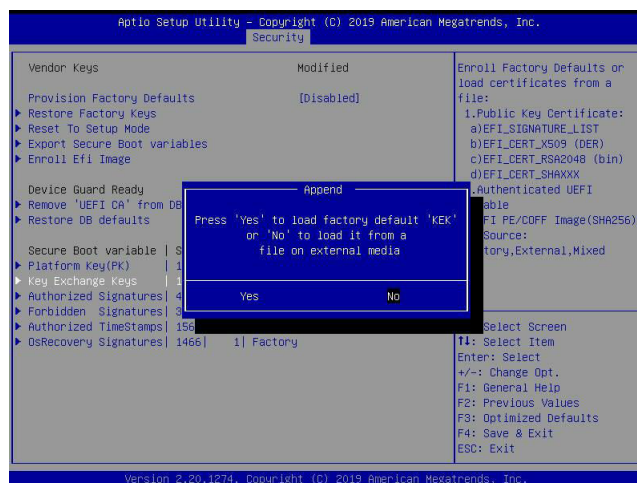 Aptio Setup Utility – Copyright (C) 2019 American Megatrends, Inc.
Security
Vendor Keys Modified
Provision Factory Defaults [Disabled]
Restore Factory Keys
Reset To Setup Mode
Export Secure Boot variables
Enroll Efi Image
Device Guard Ready
Remove 'UEFI CA' from DB
Restore DB defaults
Secure Boot variable | S
Platform Key(PK) | 1
Key Exchange Keys | 1
Authorized Signatures| 4
Forbidden Signatures| 3
Authorized TimeStamps| 156
OsRecovery Signatures| 1466| 1| Factory
Append
Press 'Yes' to load factory default 'KEK'
or 'No' to load it from a
file on external media
Yes No
Enroll Factory Defaults or
load certificates from a
file:
1.Public Key Certificate:
a)EFI_SIGNATURE_LIST
b)EFI_CERT_X509 (DER)
c)EFI_CERT_RSA2048 (bin)
d)EFI_CERT_SHAXXX
.Authenticated UEFI
able
FI PE/COFF Image(SHA256)
Source:
tory,External,Mixed
Select Screen
↑↓: Select Item
Enter: Select
+/-: Change Opt.
F1: General Help
F2: Previous Values
F3: Optimized Defaults
F4: Save & Exit
ESC: Exit
Version 2.20.1274. Copyright (C) 2019 American Megatrends, Inc.